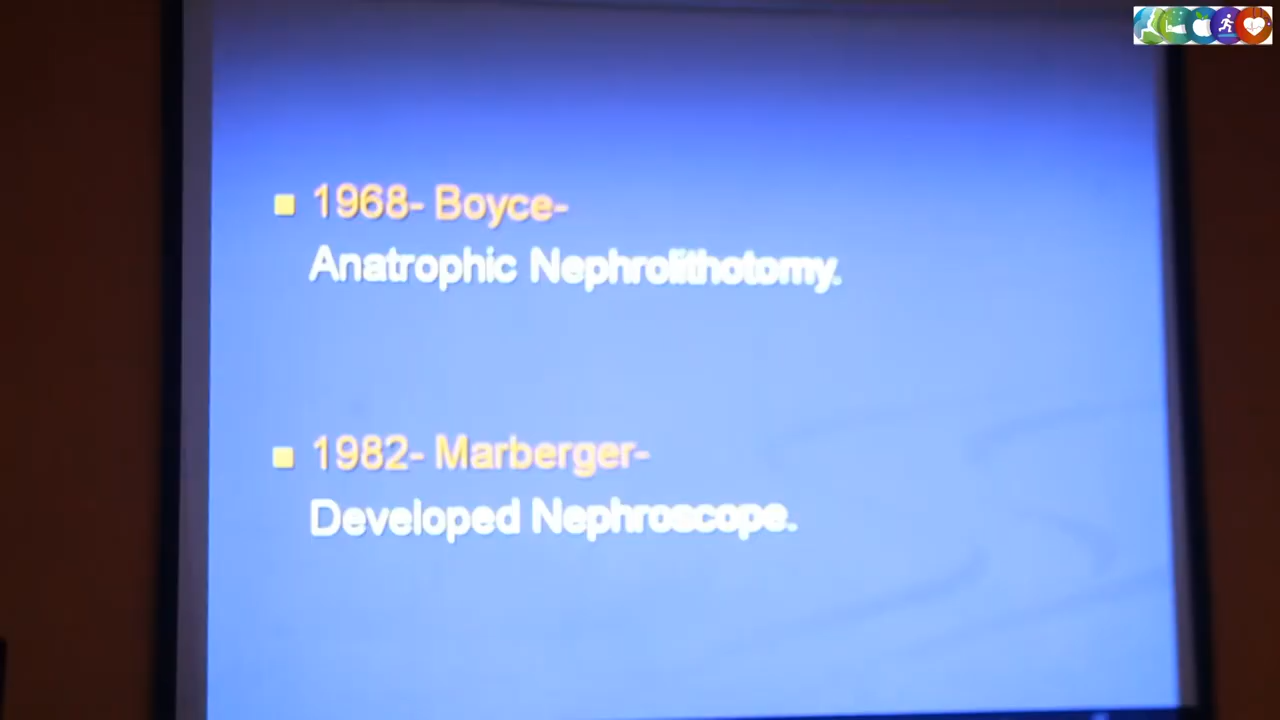 1968- Boyce-
Anatrophic Nephrolithotomy.
1982- Marberger-
Developed Nephroscope.